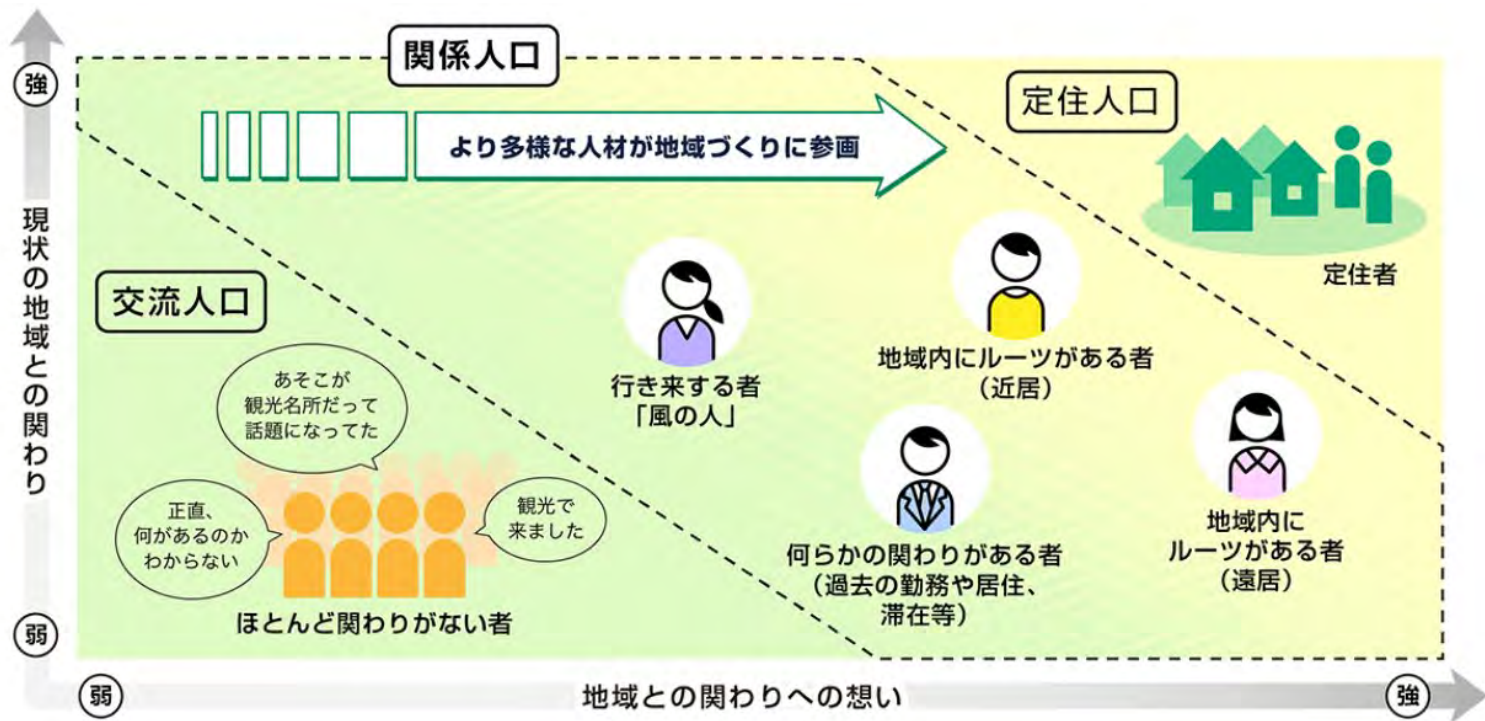 関係人口
強
定住人口
より多様な人材が地域づくりに参画
現状の地域との関わり
定住者
交流人口
地域内にルーツがある者
（近居）
行き来する者
「風の人」
あそこが
観光名所だって
話題になってた
正直、
何があるのか
わからない
観光で
来ました
地域内に
ルーツがある者
（遠居）
何らかの関わりがある者
（過去の勤務や居住、
滞在等）
ほとんど関わりがない者
弱
弱
地域との関わりへの想い
強